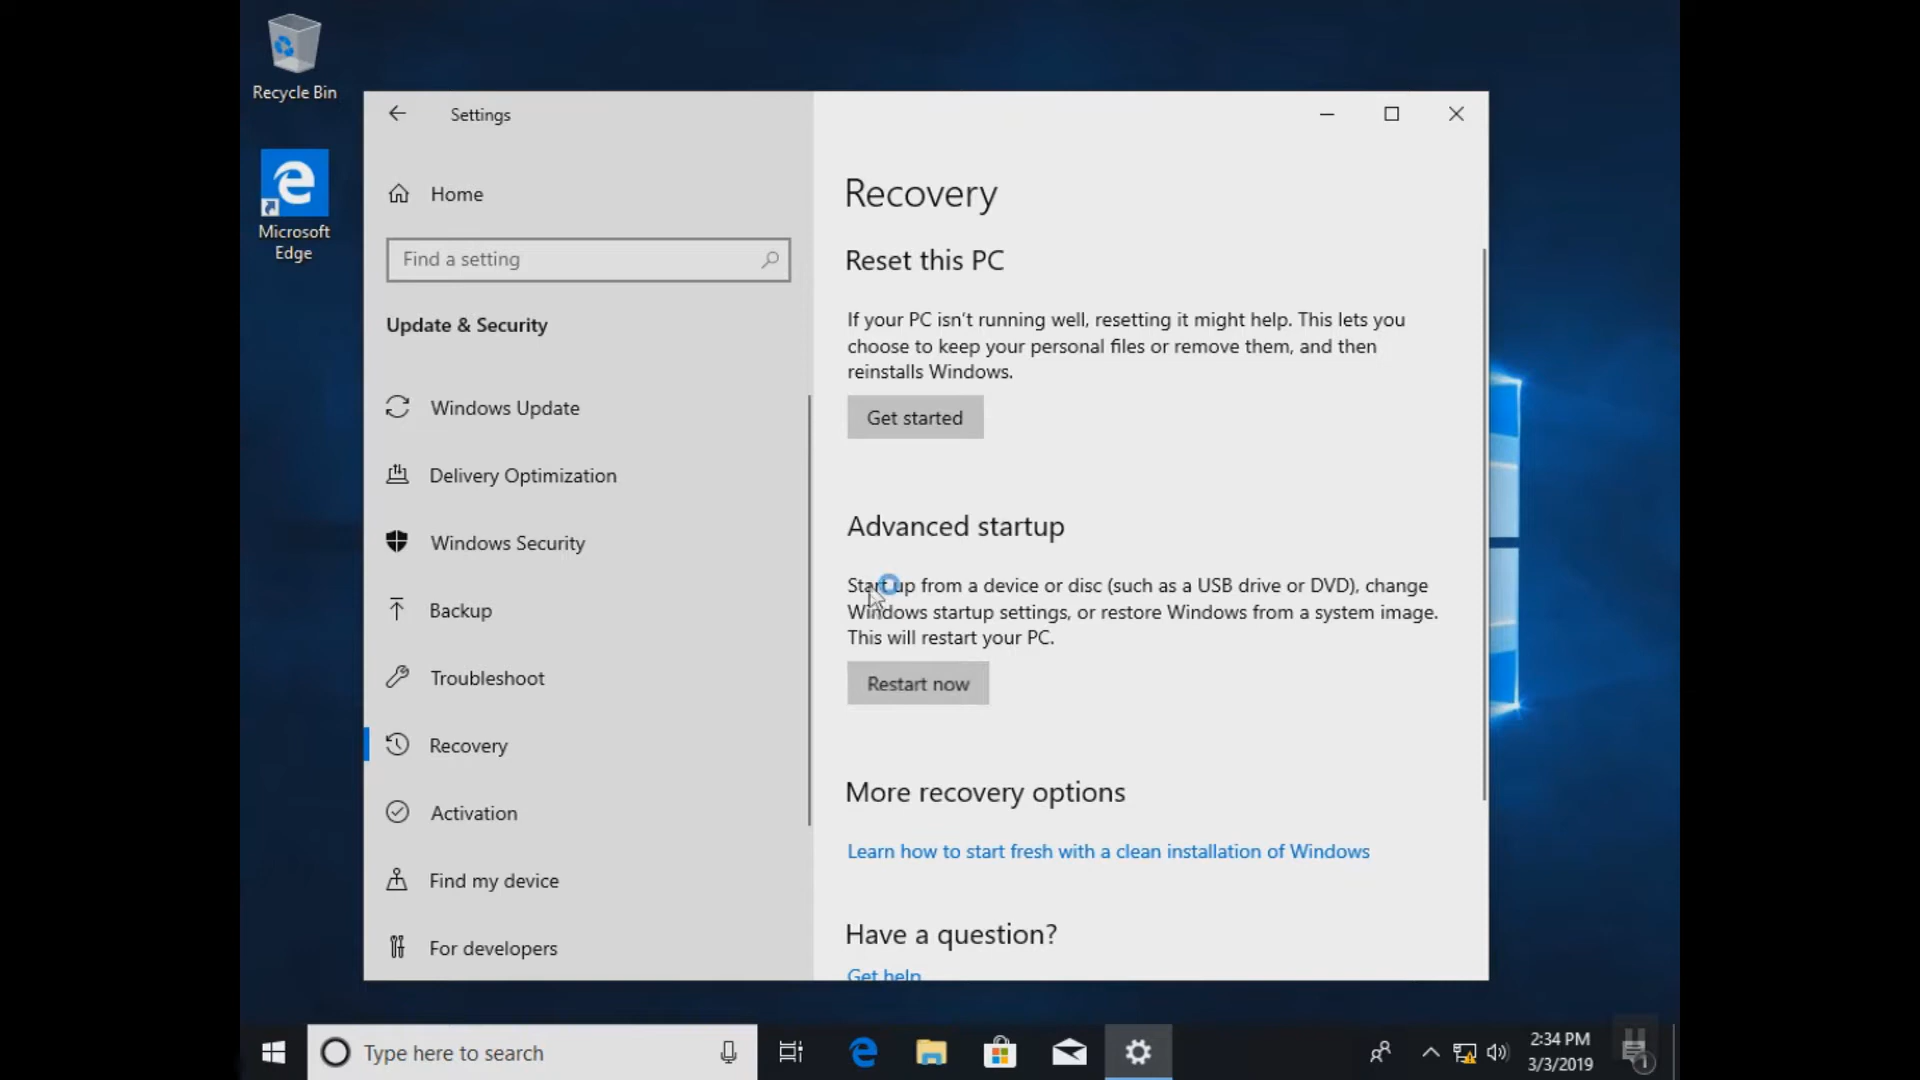 Recycle Bin
Microsoft
Edge
Settings
Home
Find a setting
Update & Security
Windows Update
Delivery Optimization
Windows Security
Backup
Troubleshoot
Recovery
Activation
Find my device
For developers
Recovery
Reset this PC
If your PC isn't running well, resetting it might help. This lets you
choose to keep your personal files or remove them, and then
reinstalls Windows.
Get started
Advanced startup
Start up from a device or disc (such as a USB drive or DVD), change
Windows startup settings, or restore Windows from a system image.
This will restart your PC.
Restart now
More recovery options
Learn how to start fresh with a clean installation of Windows
Have a question?
Get help
Type here to search
2:34 PM
3/3/2019
1